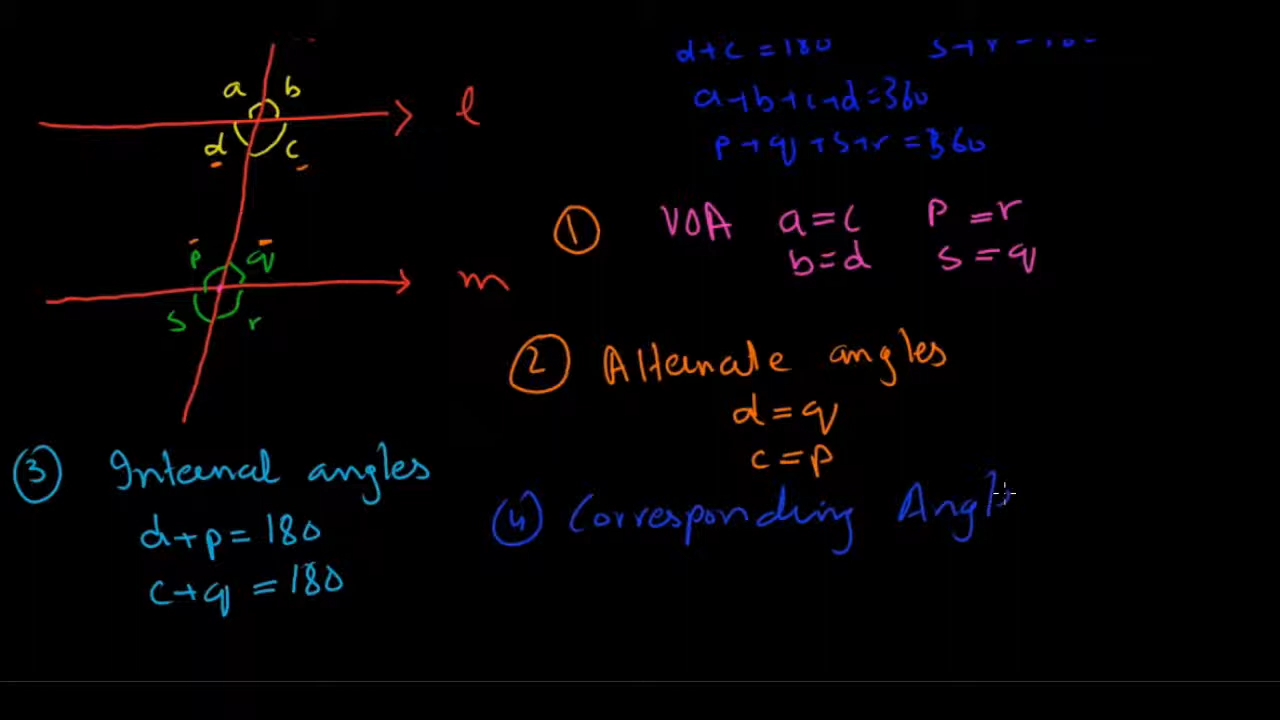 a b
l
d c
p q
m
s r
d+c = 180
a+b+c+d=360
p+q+s+r=360
1 VOA a=c p=r
b=d s=q
2 Alternate angles
d=q
c=p
3 Internal angles
d+p=180
c+q=180
4 Corresponding Angl